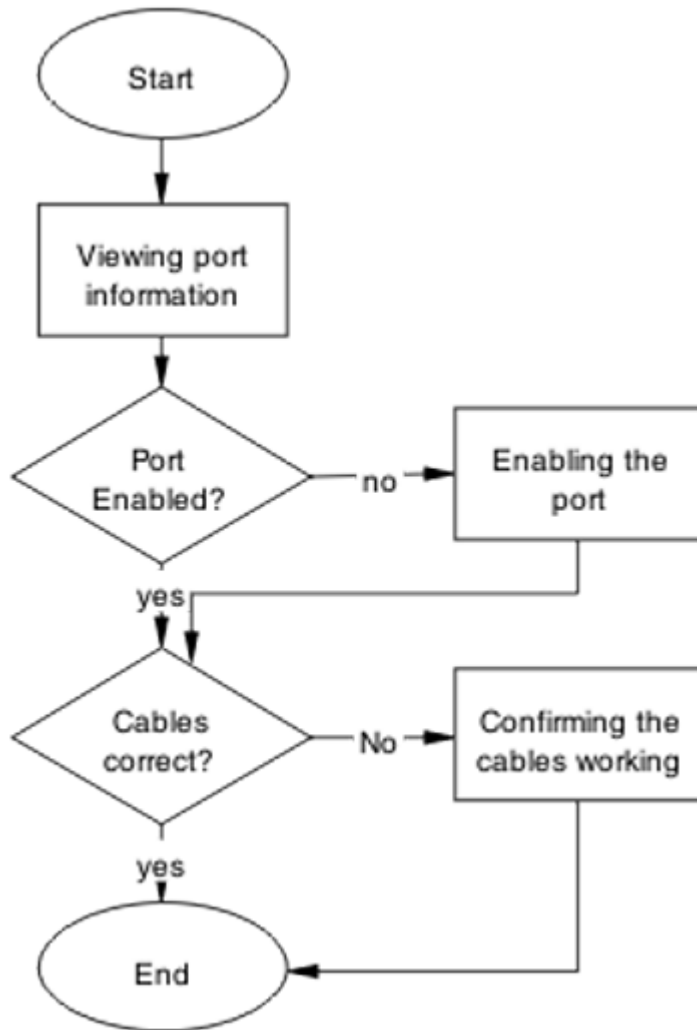 Start
Viewing port
information
Port
Enabled?
no
Enabling the
port
yes
Cables
correct?
No
Confirming the
cables working
yes
End